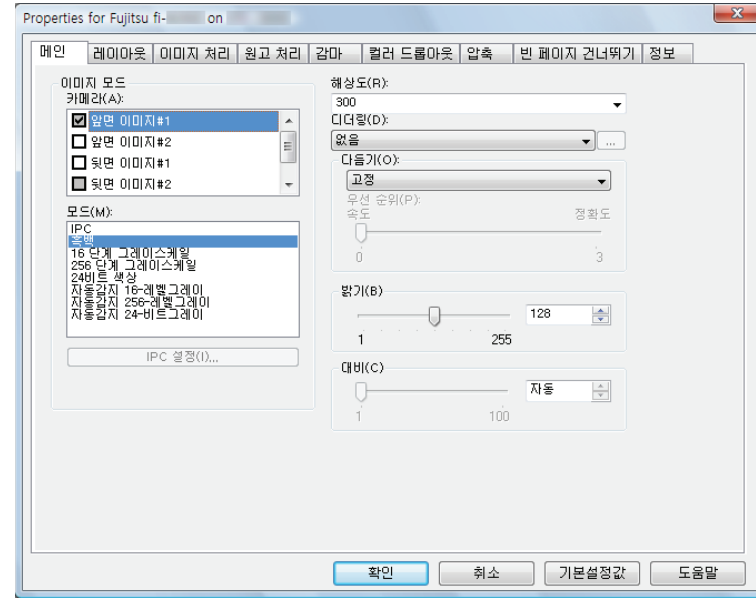 Properties for Fujitsu fi- on
메인 레이아웃 이미지 처리 원고 처리 감마 컬러 드롭아웃 압축 빈 페이지 건너뛰기 정보
이미지 모드
카메라(A):
앞면 이미지#1
앞면 이미지#2
뒷면 이미지#1
뒷면 이미지#2
모드(M):
IPC
흑백
16 단계 그레이스케일
256 단계 그레이스케일
24비트 색상
자동감지 16-레벨그레이
자동감지 256-레벨그레이
자동감지 24-비트그레이
IPC 설정(I)...
해상도(R):
300
디더링(D):
없음 ...
다듬기(O):
고정
우선 순위(P):
속도 정확도
0 3
밝기(B)
128
1 255
대비(C)
자동
1 100
확인 취소 기본설정값 도움말